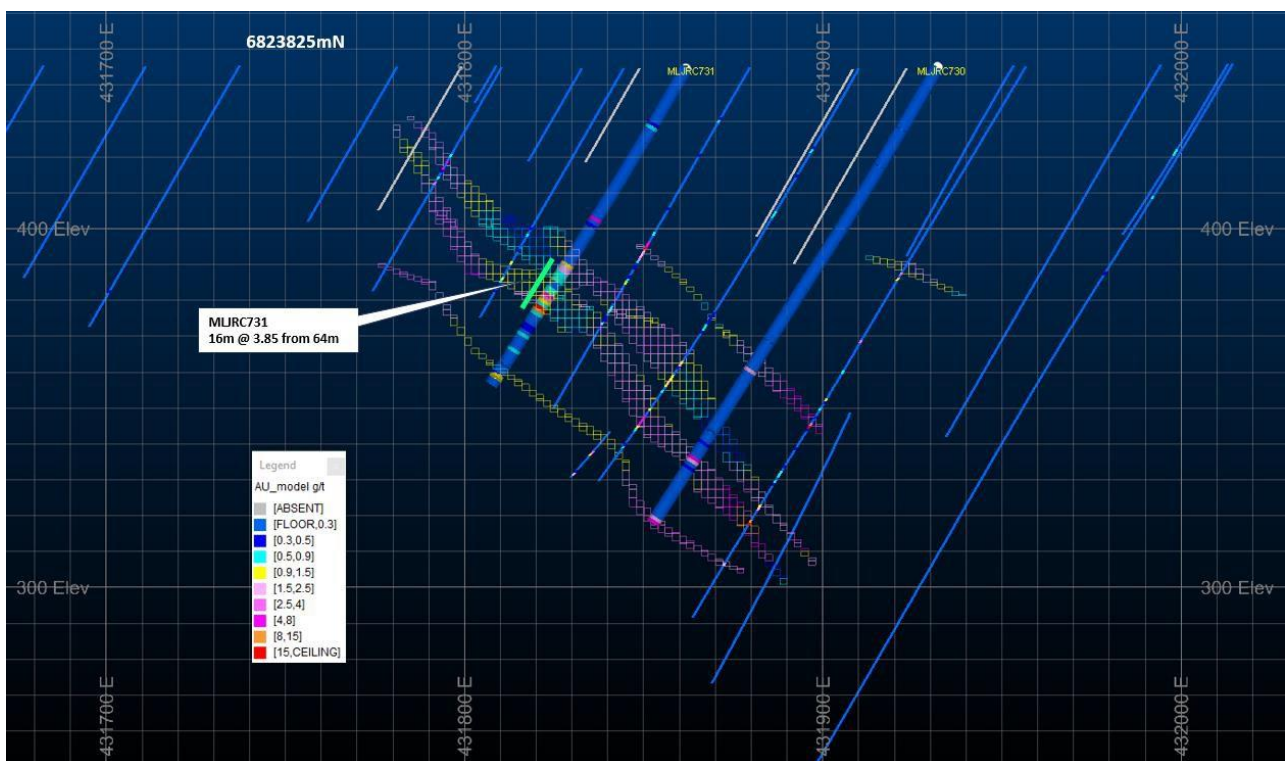 6823825mN
431700 E
431800 E
431900 E
432000 E
MLJRC731
MLJRC730
400 Elev
400 Elev
MLJRC731
16m @ 3.85 from 64m
Legend
AU_model g/t
[ABSENT]
[FLOOR,0.3]
[0.3,0.5]
[0.5,0.9]
[0.9,1.5]
[1.5,2.5]
[2.5,4]
[4,8]
[8,15]
[15,CEILING]
300 Elev
300 Elev
431700 E
431800 E
431900 E
432000 E